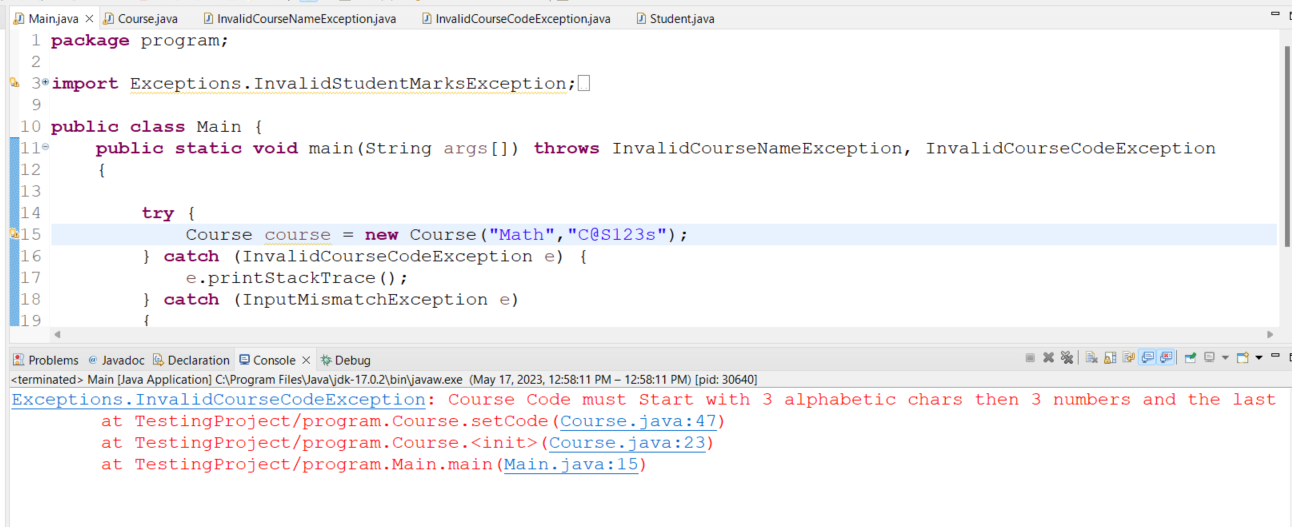 Main.java Course.java InvalidCourseNameException.java InvalidCourseCodeException.java Student.java
1 package program;
2
3 import Exceptions.InvalidStudentMarksException;
9
10 public class Main {
11 public static void main(String args[]) throws InvalidCourseNameException, InvalidCourseCodeException
12 {
13
14 try {
15 Course course = new Course("Math","C@S123s");
16 } catch (InvalidCourseCodeException e) {
17 e.printStackTrace();
18 } catch (InputMismatchException e)
19 {
Problems Javadoc Declaration Console Debug
<terminated> Main [Java Application] C:\Program Files\Java\jdk-17.0.2\bin\javaw.exe (May 17, 2023, 12:58:11 PM – 12:58:11 PM) [pid: 30640]
Exceptions.InvalidCourseCodeException: Course Code must Start with 3 alphabetic chars then 3 numbers and the last
at TestingProject/program.Course.setCode(Course.java:47)
at TestingProject/program.Course.<init>(Course.java:23)
at TestingProject/program.Main.main(Main.java:15)